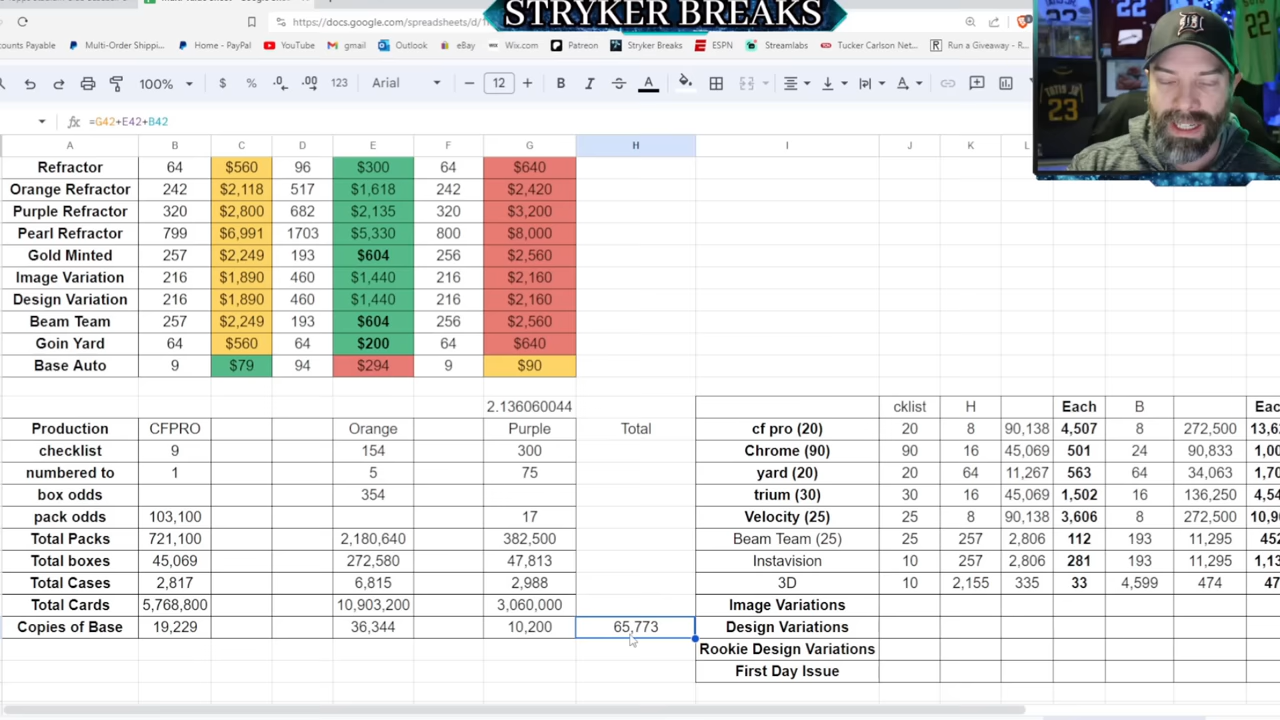 STRYKER BREAKS
https://docs.google.com/spreadsheets/d/1
counts Payable Multi-Order Shippi... Home - PayPal YouTube gmail Outlook eBay Wix.com Patreon Stryker Breaks ESPN Streamlabs Tucker Carlson Net... Run a Giveaway - R
100% $ % .0 .00 123 Arial 12 B I A
fx =G42+E42+B42
A B C D E F G H I J K L
Refractor 64 $560 96 $300 64 $640
Orange Refractor 242 $2,118 517 $1,618 242 $2,420
Purple Refractor 320 $2,800 682 $2,135 320 $3,200
Pearl Refractor 799 $6,991 1703 $5,330 800 $8,000
Gold Minted 257 $2,249 193 $604 256 $2,560
Image Variation 216 $1,890 460 $1,440 216 $2,160
Design Variation 216 $1,890 460 $1,440 216 $2,160
Beam Team 257 $2,249 193 $604 256 $2,560
Goin Yard 64 $560 64 $200 64 $640
Base Auto 9 $79 94 $294 9 $90
2.136060044 cklist H Each B Eac
Production CFPRO Orange Purple Total cf pro (20) 20 8 90,138 4,507 8 272,500 13,62
checklist 9 154 300 Chrome (90) 90 16 45,069 501 24 90,833 1,00
numbered to 1 5 75 yard (20) 20 64 11,267 563 64 34,063 1,70
box odds 354 trium (30) 30 16 45,069 1,502 16 136,250 4,54
pack odds 103,100 17 Velocity (25) 25 8 90,138 3,606 8 272,500 10,90
Total Packs 721,100 2,180,640 382,500 Beam Team (25) 25 257 2,806 112 193 11,295 452
Total boxes 45,069 272,580 47,813 Instavision 10 257 2,806 281 193 11,295 1,13
Total Cases 2,817 6,815 2,988 3D 10 2,155 335 33 4,599 474 47
Total Cards 5,768,800 10,903,200 3,060,000 Image Variations
Copies of Base 19,229 36,344 10,200 65,773 Design Variations
Rookie Design Variations
First Day Issue